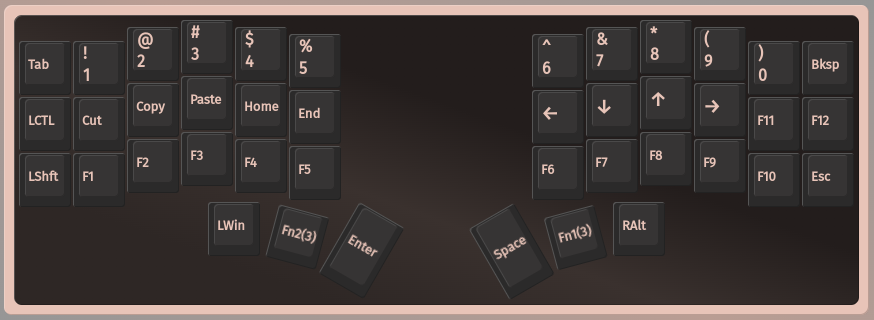 Tab ! @ # $ % ^ & * ( ) Bksp
1 2 3 4 5 6 7 8 9 0
LCTL Cut Copy Paste Home End ← ↓ ↑ → F11 F12
LShft F1 F2 F3 F4 F5 F6 F7 F8 F9 F10 Esc
LWin Fn2(3) Enter Space Fn1(3) RAlt